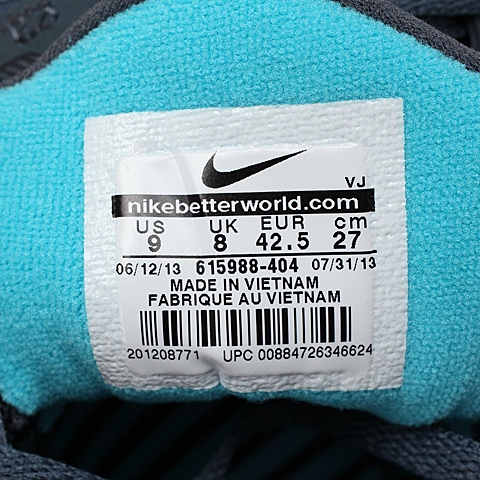 VJ
nikebetterworld.com
US UK EUR cm
9 8 42.5 27
06/12/13 615988-404 07/31/13
MADE IN VIETNAM
FABRIQUE AU VIETNAM
201208771 UPC 00884726346624